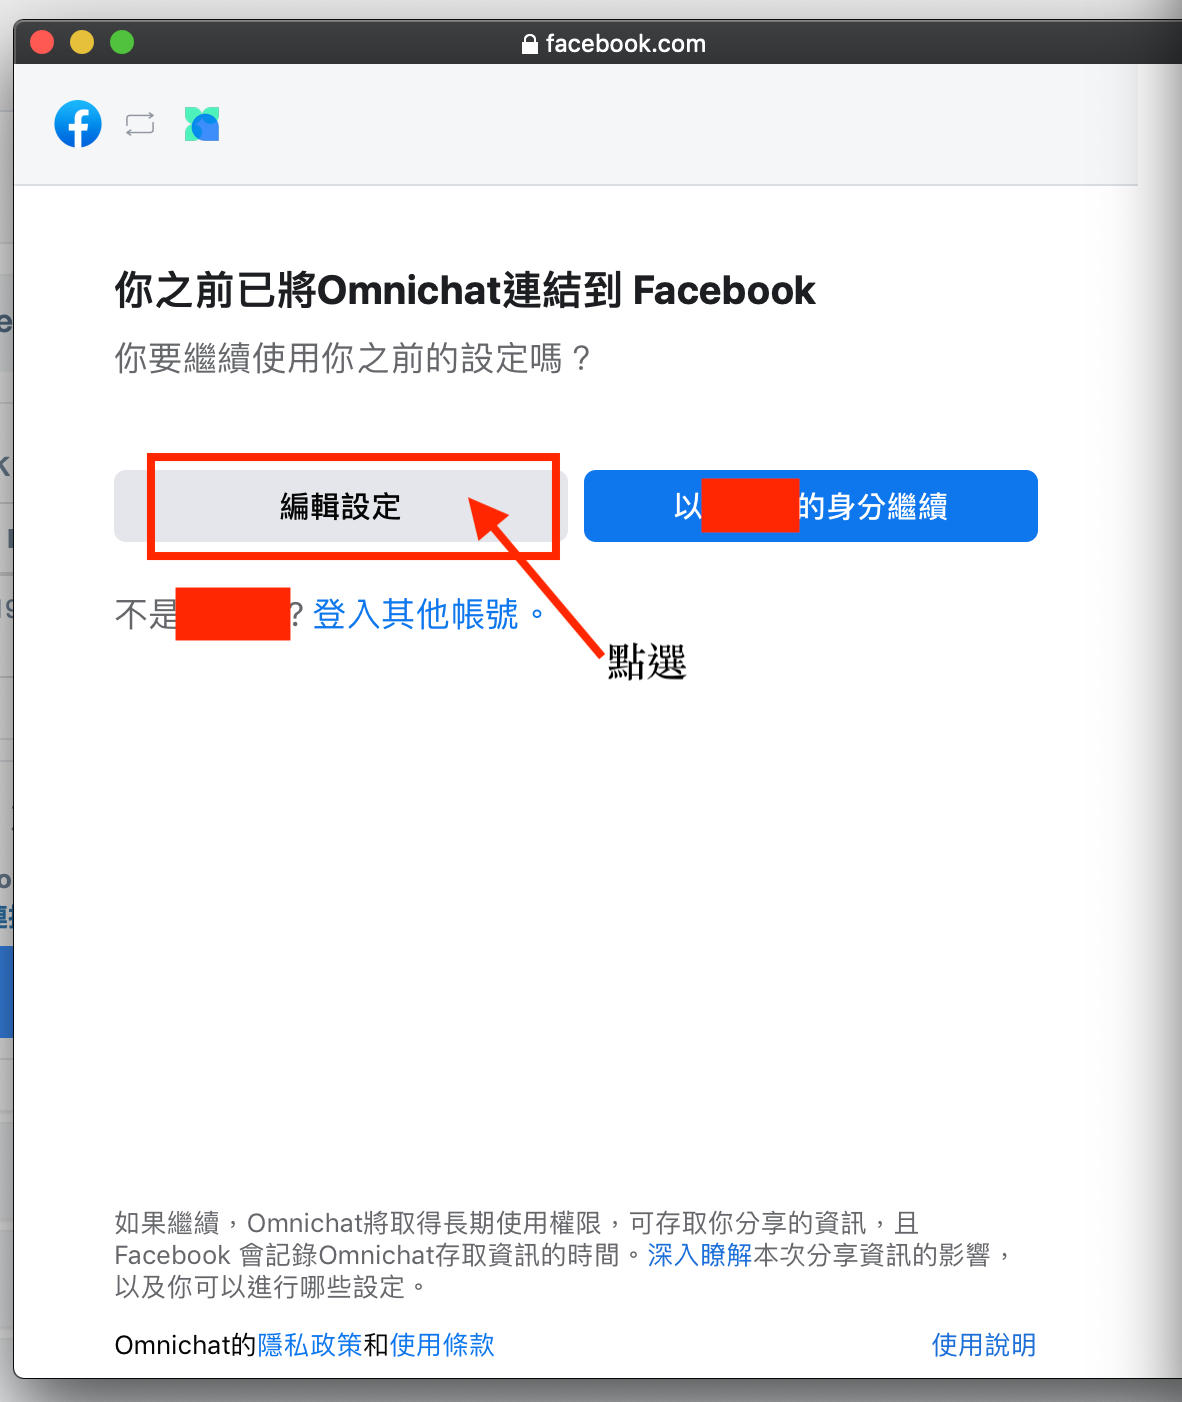 facebook.com
你之前已將Omnichat連結到 Facebook
你要繼續使用你之前的設定嗎？
編輯設定
以 的身分繼續
不是 ? 登入其他帳號。
點選
如果繼續，Omnichat將取得長期使用權限，可存取你分享的資訊，且
Facebook 會記錄Omnichat存取資訊的時間。深入瞭解本次分享資訊的影響，
以及你可以進行哪些設定。
Omnichat的隱私政策和使用條款
使用說明